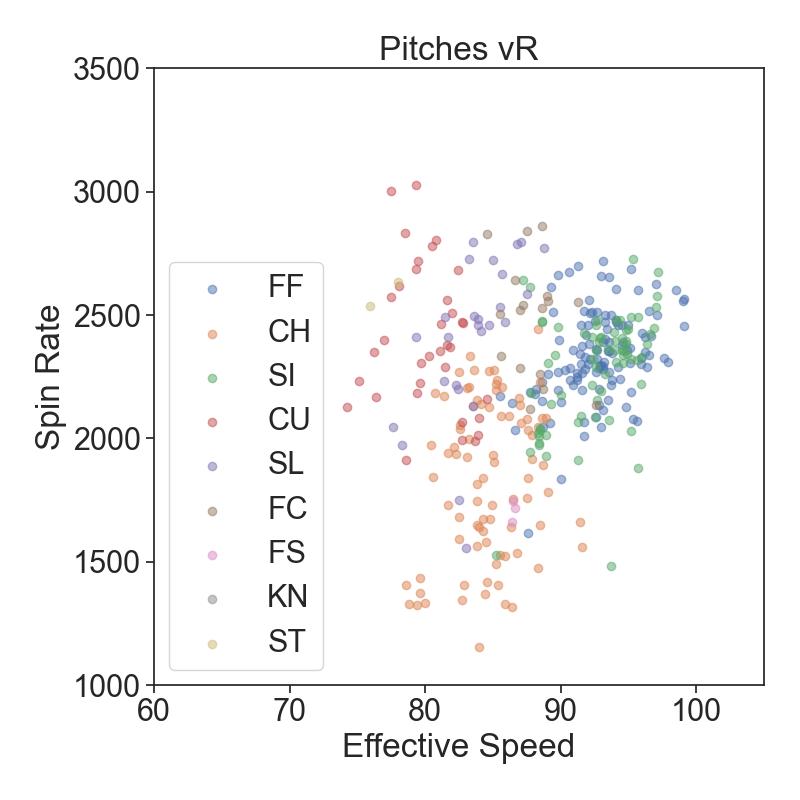 Pitches vR
3500
3000
2500
2000
1500
1000
Spin Rate
FF
CH
SI
CU
SL
FC
FS
KN
ST
60 70 80 90 100
Effective Speed